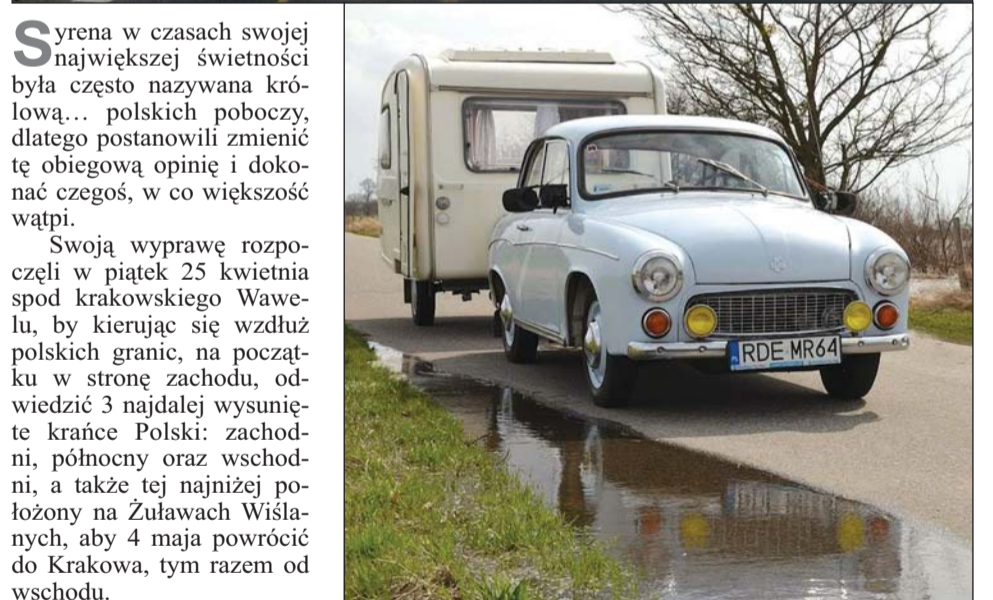 Syrena w czasach swojej
największej świetności
była często nazywana kró-
lową... polskich poboczy,
dlatego postanowili zmienić
tę obiegową opinię i doko-
nać czegoś, w co większość
wątpi.
Swoją wyprawę rozpo-
częli w piątek 25 kwietnia
spod krakowskiego Wawe-
lu, by kierując się wzdłuż
polskich granic, na począt-
ku w stronę zachodu, od-
wiedzić 3 najdalej wysunię-
te krańce Polski: zachod-
ni, północny oraz wschod-
ni, a także tej najniżej po-
łożony na Żuławach Wiśla-
nych, aby 4 maja powrócić
do Krakowa, tym razem od
wschodu.
RDE MR64